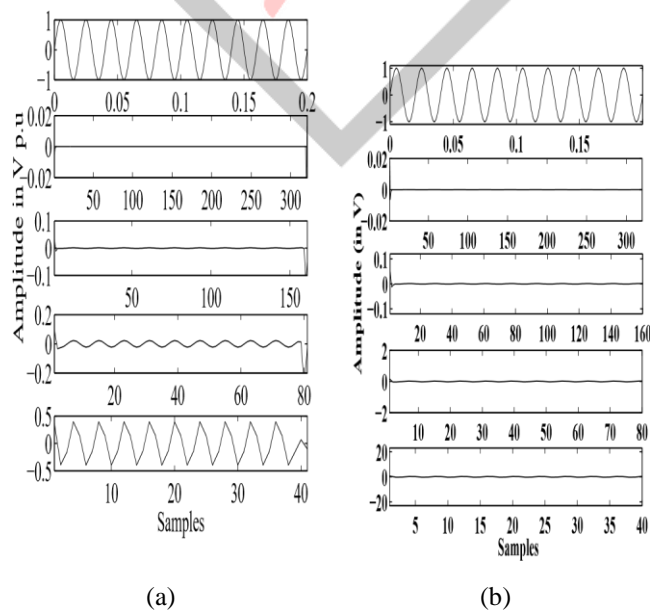 1
0
−1
0 0.05 0.1 0.15 0.2
0.02
0
−0.02
50 100 150 200 250 300
0.1
0
−0.1
50 100 150
0.2
0
−0.2
20 40 60 80
0.5
0
−0.5
10 20 30 40
Samples
Amplitude in V p.u
(a)
1
0
−1
0 0.05 0.1 0.15
0.02
0
−0.02
50 100 150 200 250 300
0.1
0
−0.1
20 40 60 80 100 120 140 160
2
0
−2
10 20 30 40 50 60 70 80
20
0
−20
5 10 15 20 25 30 35 40
Samples
Amplitude (in V)
(b)